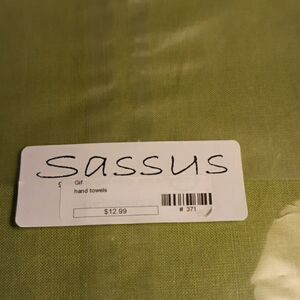 sassus
Gif
hand towels
$12.99
# 371